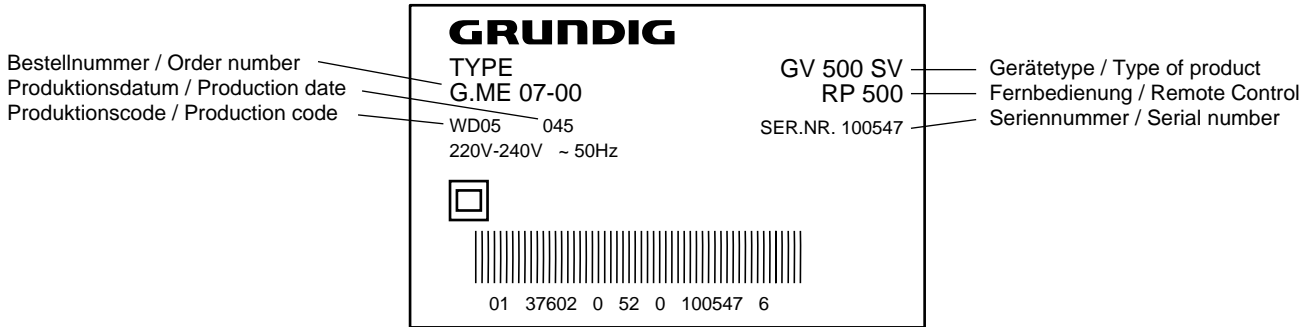 Bestellnummer / Order number
Produktionsdatum / Production date
Produktionscode / Production code
GRUNDIG
TYPE
G.ME 07-00
WD05 045
220V-240V ~ 50Hz
GV 500 SV
RP 500
SER.NR. 100547
01 37602 0 52 0 100547 6
Gerätetype / Type of product
Fernbedienung / Remote Control
Seriennummer / Serial number